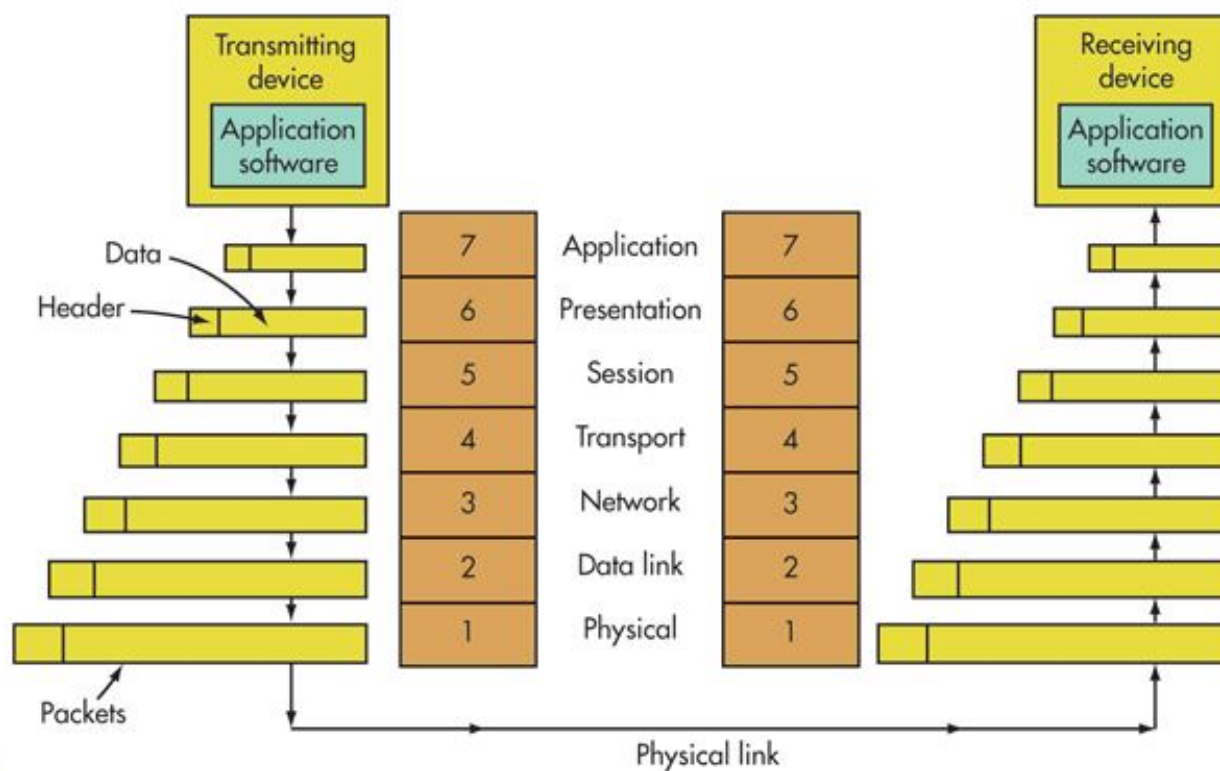 Transmitting
device
Application
software
Receiving
device
Application
software
Data
Header
7 Application 7
6 Presentation 6
5 Session 5
4 Transport 4
3 Network 3
2 Data link 2
1 Physical 1
Packets
Physical link